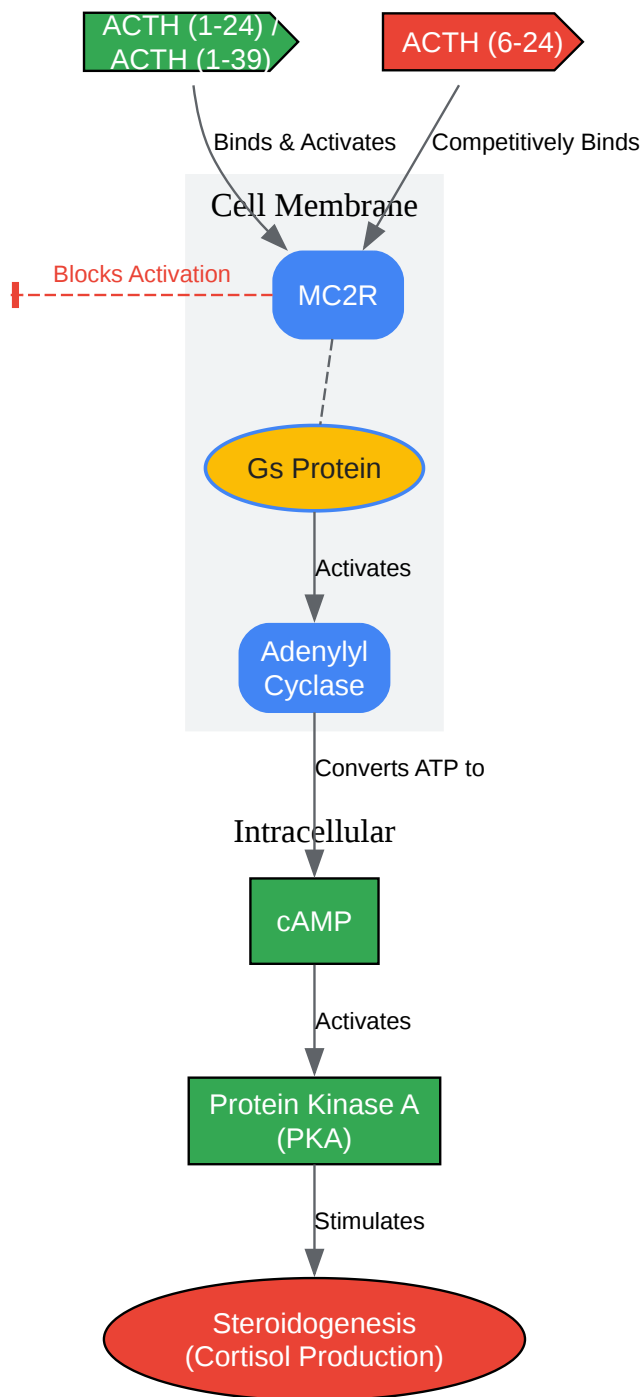 ACTH (1-24) /
ACTH (1-39)
ACTH (6-24)
Binds & Activates
Competitively Binds
Cell Membrane
Blocks Activation
MC2R
Gs Protein
Activates
Adenylyl
Cyclase
Converts ATP to
Intracellular
cAMP
Activates
Protein Kinase A
(PKA)
Stimulates
Steroidogenesis
(Cortisol Production)